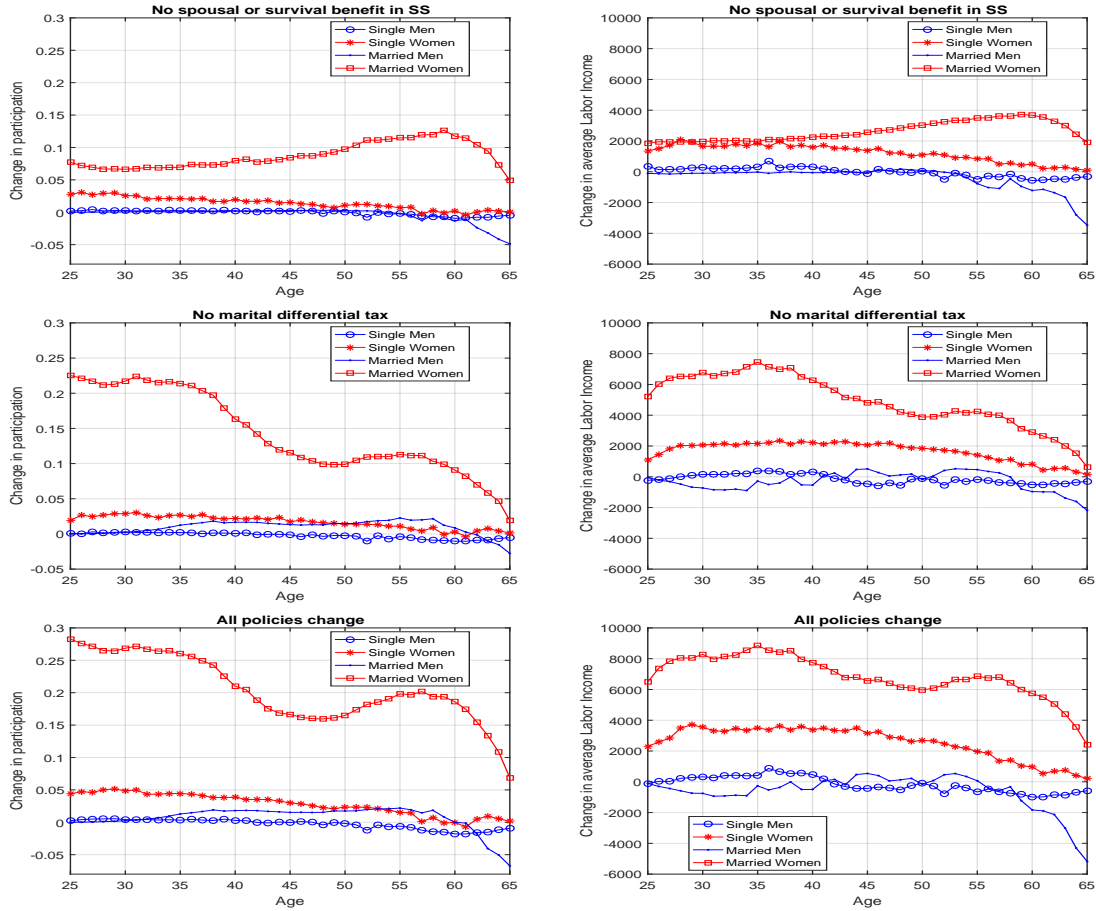 No spousal or survival benefit in SS
0.3
0.25
0.2
0.15
0.1
0.05
0
-0.05
Change in participation
25 30 35 40 45 50 55 60 65
Age
Single Men
Single Women
Married Men
Married Women
No spousal or survival benefit in SS
10000
8000
6000
4000
2000
0
-2000
-4000
-6000
Change in average Labor Income
25 30 35 40 45 50 55 60 65
Age
Single Men
Single Women
Married Men
Married Women
No marital differential tax
0.3
0.25
0.2
0.15
0.1
0.05
0
-0.05
Change in participation
25 30 35 40 45 50 55 60 65
Age
Single Men
Single Women
Married Men
Married Women
No marital differential tax
10000
8000
6000
4000
2000
0
-2000
-4000
-6000
Change in average Labor Income
25 30 35 40 45 50 55 60 65
Age
Single Men
Single Women
Married Men
Married Women
All policies change
0.3
0.25
0.2
0.15
0.1
0.05
0
-0.05
Change in participation
25 30 35 40 45 50 55 60 65
Age
Single Men
Single Women
Married Men
Married Women
All policies change
10000
8000
6000
4000
2000
0
-2000
-4000
-6000
Change in average Labor Income
25 30 35 40 45 50 55 60 65
Age
Single Men
Single Women
Married Men
Married Women